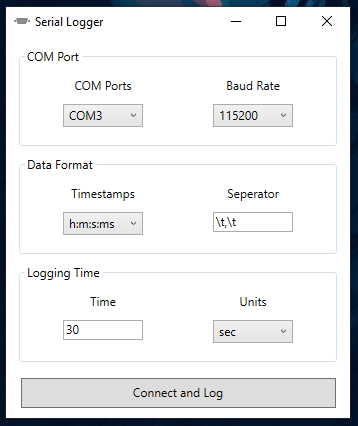 Serial Logger
COM Port
COM Ports Baud Rate
COM3 115200
Data Format
Timestamps Seperator
h:m:s:ms \t,\t
Logging Time
Time Units
30 sec
Connect and Log